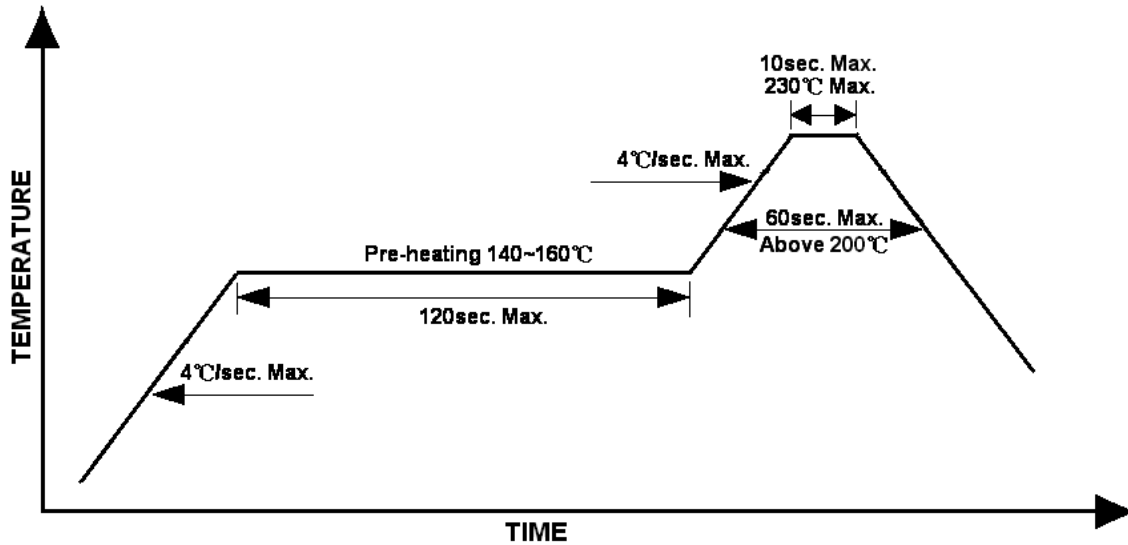 10sec. Max.
230℃ Max.
4℃/sec. Max.
60sec. Max.
Above 200℃
Pre-heating 140~160℃
120sec. Max.
4℃/sec. Max.
TEMPERATURE
TIME